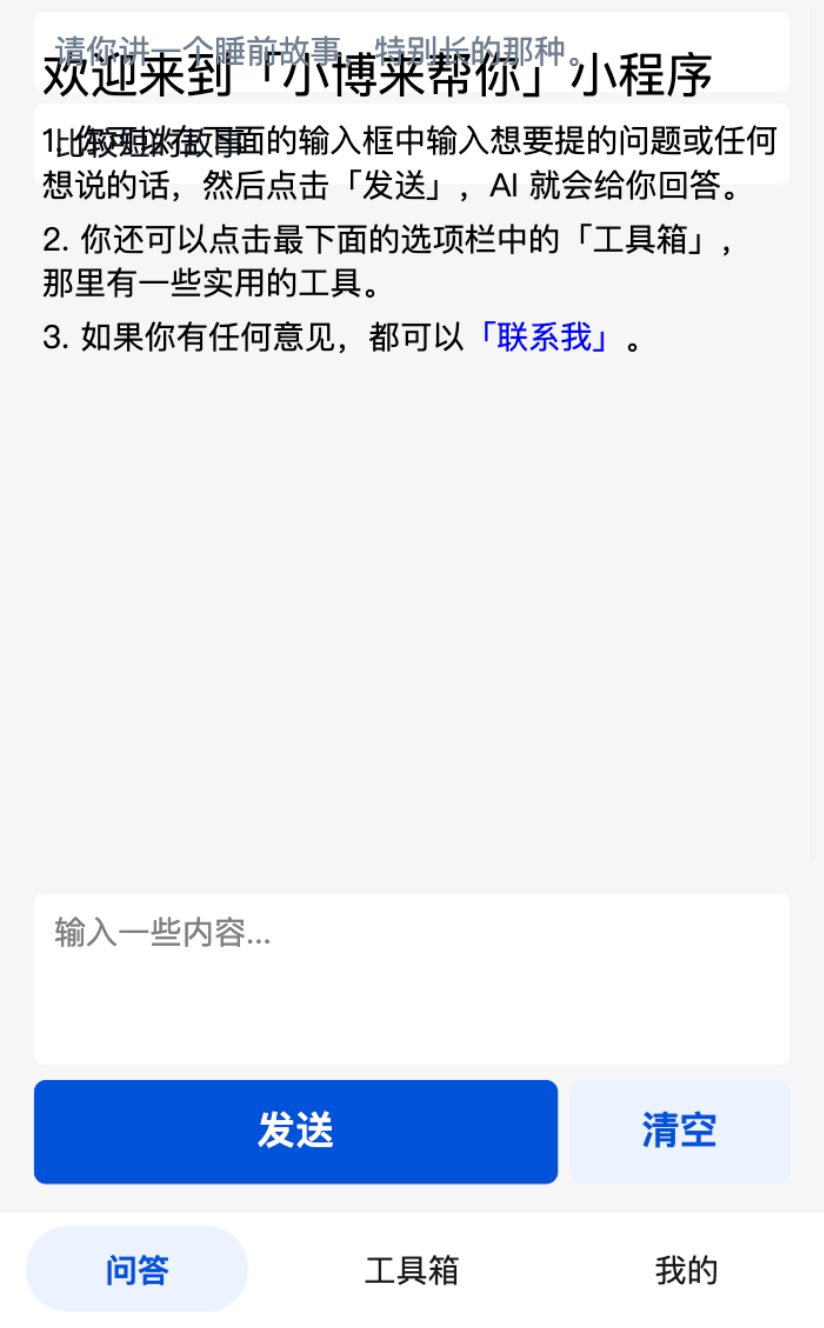 请你讲一个睡前故事，特别长的那种。
欢迎来到「小博来帮你」小程序
比较短的故事
1. 你可以在下面的输入框中输入想要提的问题或任何
想说的话，然后点击「发送」，AI 就会给你回答。
2. 你还可以点击最下面的选项栏中的「工具箱」，
那里有一些实用的工具。
3. 如果你有任何意见，都可以「联系我」。
输入一些内容...
发送
清空
问答
工具箱
我的